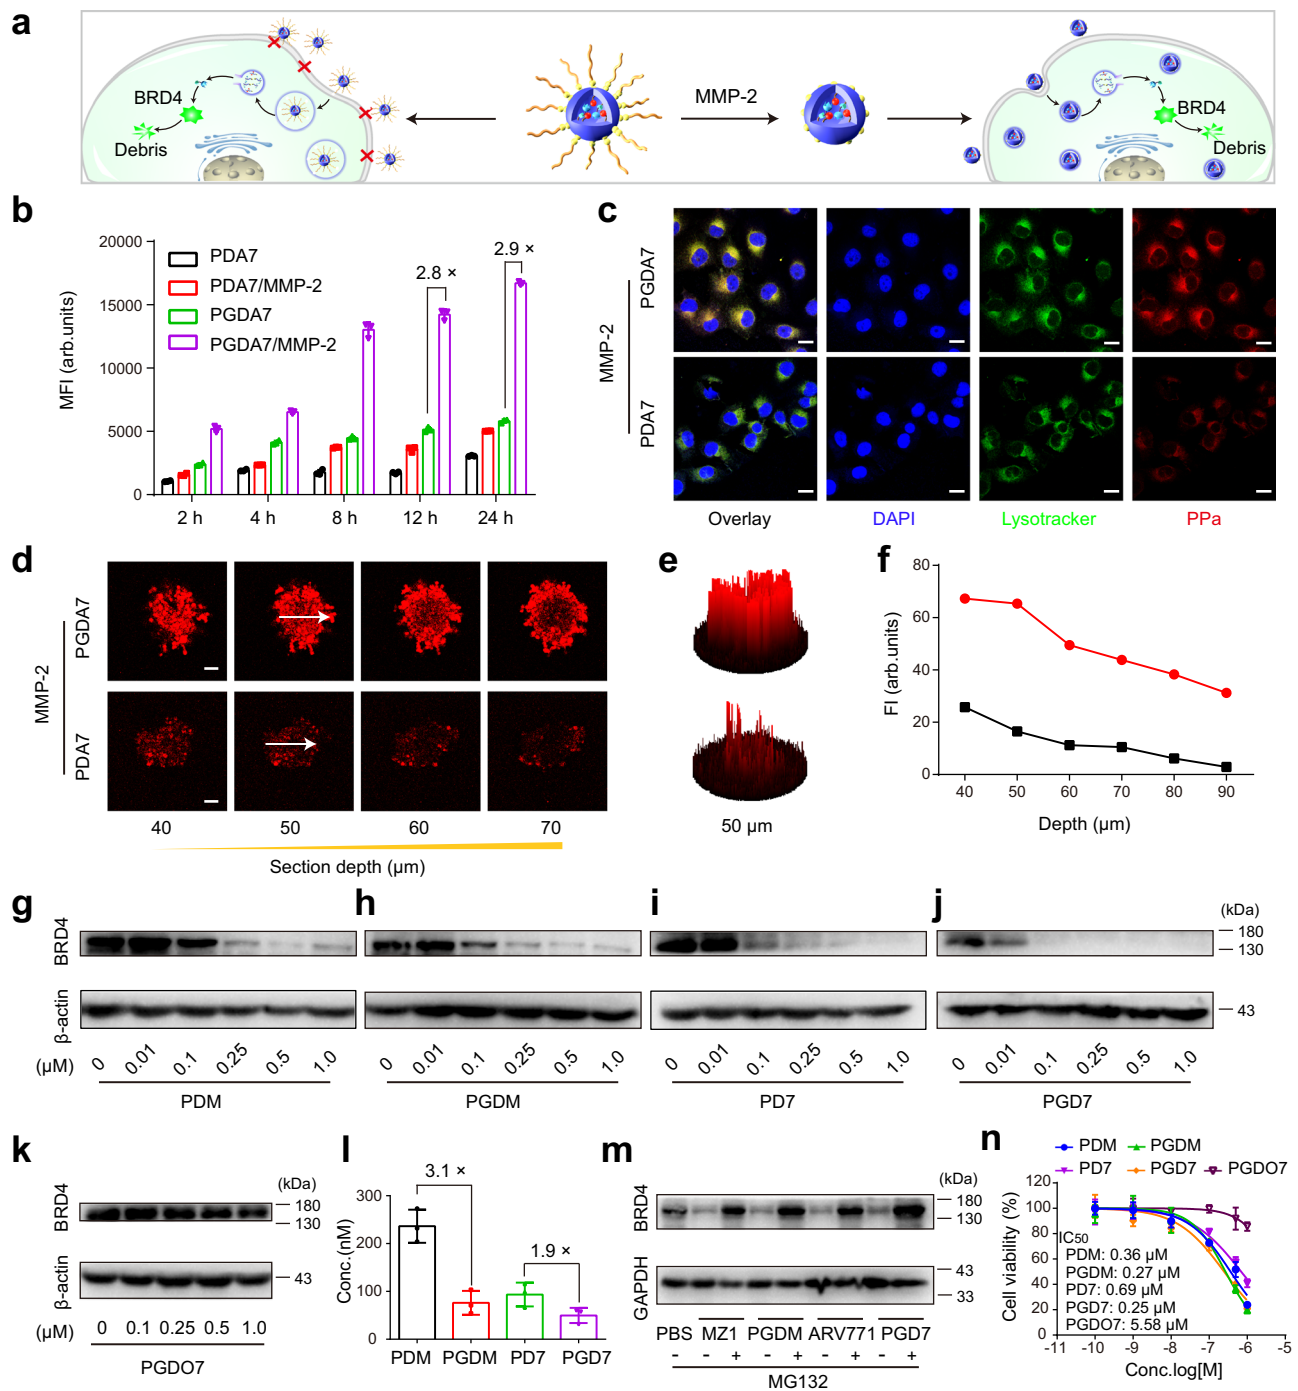 a
BRD4
Debris
MMP-2
BRD4
Debris
b
MFI (arb.units)
20000
15000
10000
5000
0
PDA7
PDA7/MMP-2
PGDA7
PGDA7/MMP-2
2.8 ×
2.9 ×
2 h 4 h 8 h 12 h 24 h
c
MMP-2
PGDA7
PDA7
Overlay DAPI Lysotracker PPa
d
MMP-2
PGDA7
PDA7
40 50 60 70
Section depth (μm)
e
50 μm
f
FI (arb.units)
80
60
40
20
0
40 50 60 70 80 90
Depth (μm)
g h i j
BRD4
(kDa)
180
130
β-actin
43
(μM) 0 0.01 0.1 0.25 0.5 1.0 0 0.01 0.1 0.25 0.5 1.0 0 0.01 0.1 0.25 0.5 1.0 0 0.01 0.1 0.25 0.5 1.0
PDM PGDM PD7 PGD7
k
BRD4
(kDa)
180
130
β-actin
43
(μM) 0 0.1 0.25 0.5 1.0
PGDO7
l
Conc.(nM)
300
200
100
0
3.1 ×
1.9 ×
PDM PGDM PD7 PGD7
m
BRD4
(kDa)
180
130
GAPDH
43
33
PBS MZ1 PGDM ARV771 PGD7
- - + - + - + - +
MG132
n
PDM PGDM
PD7 PGD7 PGDO7
Cell viability (%)
120
100
80
60
40
20
0
IC50
PDM: 0.36 μM
PGDM: 0.27 μM
PD7: 0.69 μM
PGD7: 0.25 μM
PGDO7: 5.58 μM
-11 -10 -9 -8 -7 -6 -5
Conc.log[M]